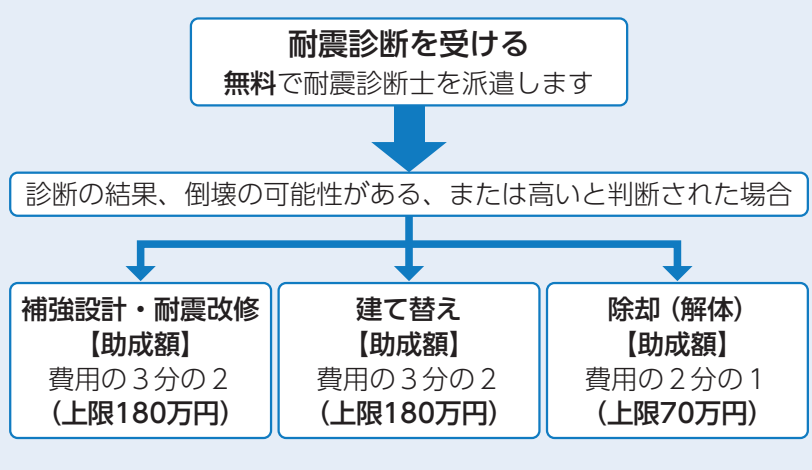 耐震診断を受ける
無料で耐震診断士を派遣します
診断の結果、倒壊の可能性がある、または高いと判断された場合
補強設計・耐震改修
【助成額】
費用の3分の2
(上限180万円)
建て替え
【助成額】
費用の3分の2
(上限180万円)
除却(解体)
【助成額】
費用の2分の1
(上限70万円)